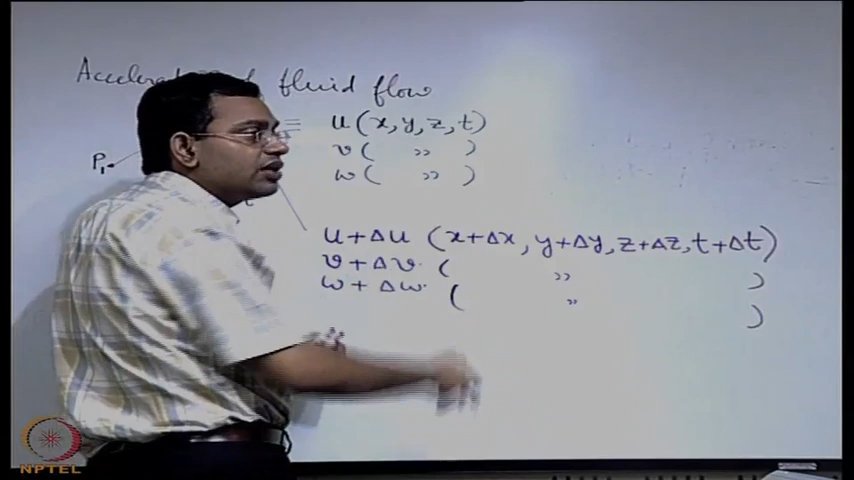 fluid flow
= u(x,y,z,t)
v( " )
w( " )
P₁
u+Δu (x+Δx, y+Δy, z+Δz, t+Δt)
v+Δv ( " )
w+Δw ( " )
NPTEL